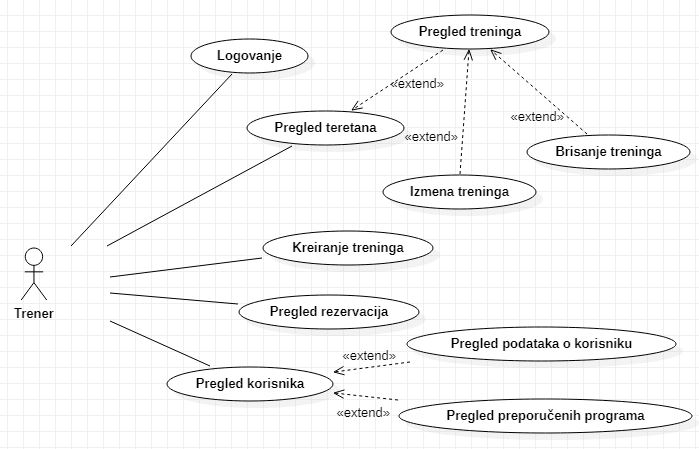 Pregled treninga
Logovanje
«extend»
Pregled teretana
«extend»
«extend»
Brisanje treninga
Izmena treninga
Kreiranje treninga
Trener
Pregled rezervacija
Pregled podataka o korisniku
«extend»
Pregled korisnika
«extend»
Pregled preporučenih programa